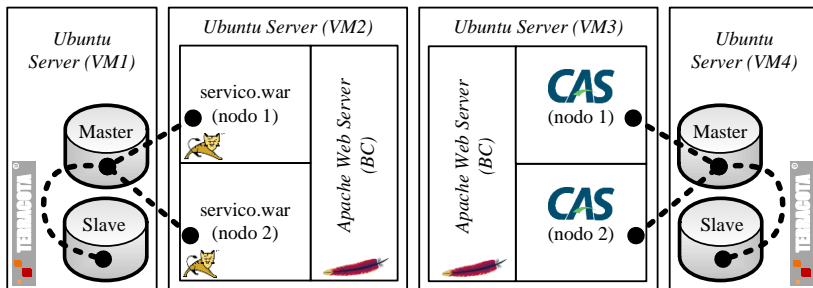 Ubuntu
Server (VM1)
Master
Slave
TERRACOTA
Ubuntu Server (VM2)
servico.war
(nodo 1)
servico.war
(nodo 2)
Apache Web Server
(BC)
Ubuntu Server (VM3)
Apache Web Server
(BC)
CAS
(nodo 1)
CAS
(nodo 2)
Ubuntu
Server (VM4)
Master
Slave
TERRACOTA